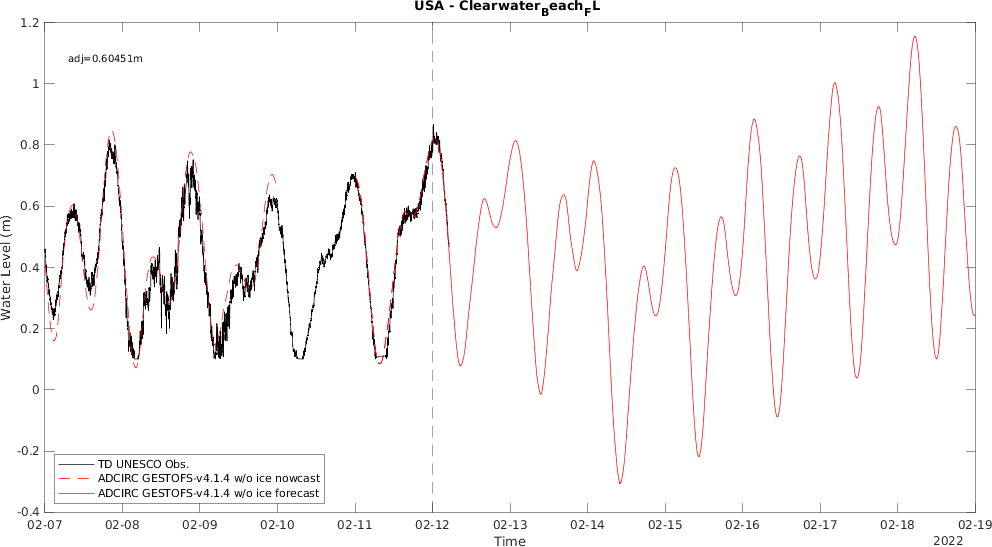 USA - Clearwater_Beach_FL
adj=0.60451m
Water Level (m)
1.2
1
0.8
0.6
0.4
0.2
0
-0.2
-0.4
TD UNESCO Obs.
ADCIRC GESTOFS-v4.1.4 w/o ice nowcast
ADCIRC GESTOFS-v4.1.4 w/o ice forecast
02-07 02-08 02-09 02-10 02-11 02-12 02-13 02-14 02-15 02-16 02-17 02-18 02-19
Time
2022